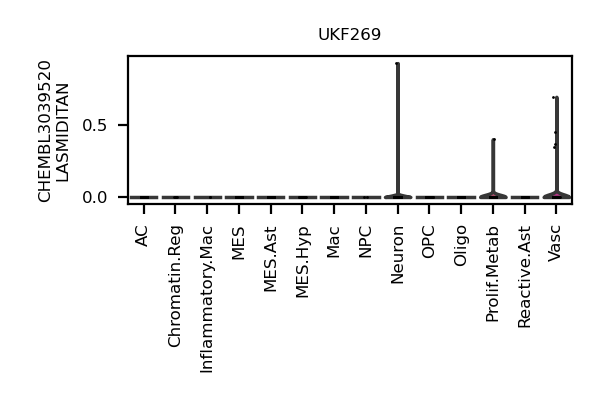 UKF269
CHEMBL3039520
LASMIDITAN
0.5
0.0
AC
Chromatin.Reg
Inflammatory.Mac
MES
MES.Ast
MES.Hyp
Mac
NPC
Neuron
OPC
Oligo
Prolif.Metab
Reactive.Ast
Vasc